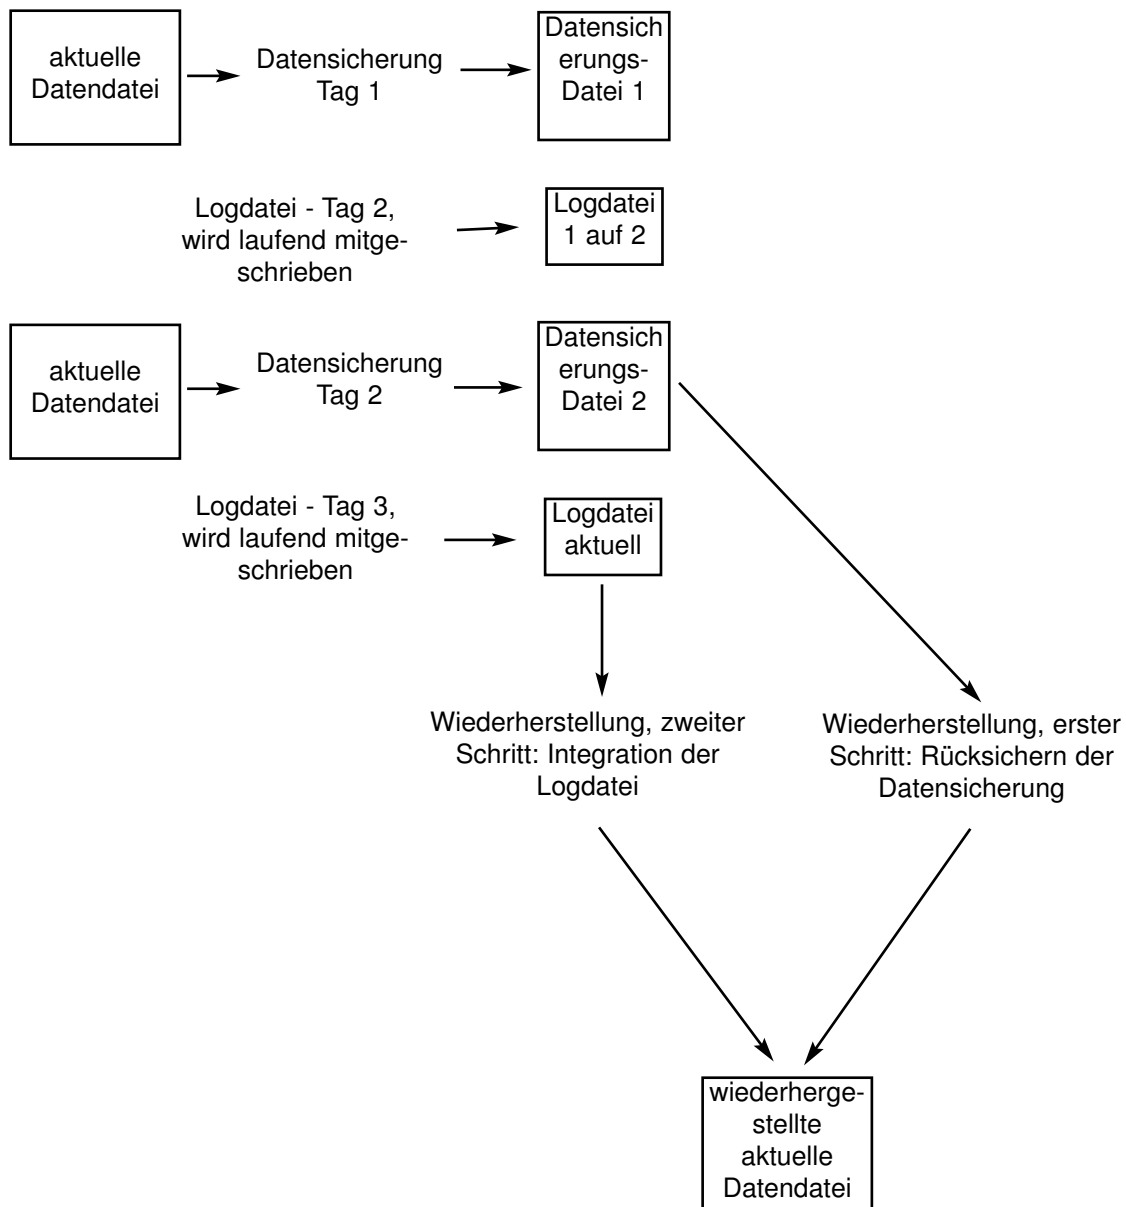 aktuelle
Datendatei
Datensicherung
Tag 1
Datensich
erungs-
Datei 1
Logdatei - Tag 2,
wird laufend mitge-
schrieben
Logdatei
1 auf 2
aktuelle
Datendatei
Datensicherung
Tag 2
Datensich
erungs-
Datei 2
Logdatei - Tag 3,
wird laufend mitge-
schrieben
Logdatei
aktuell
Wiederherstellung, zweiter
Schritt: Integration der
Logdatei
Wiederherstellung, erster
Schritt: Rücksichern der
Datensicherung
wiederherge-
stellte
aktuelle
Datendatei